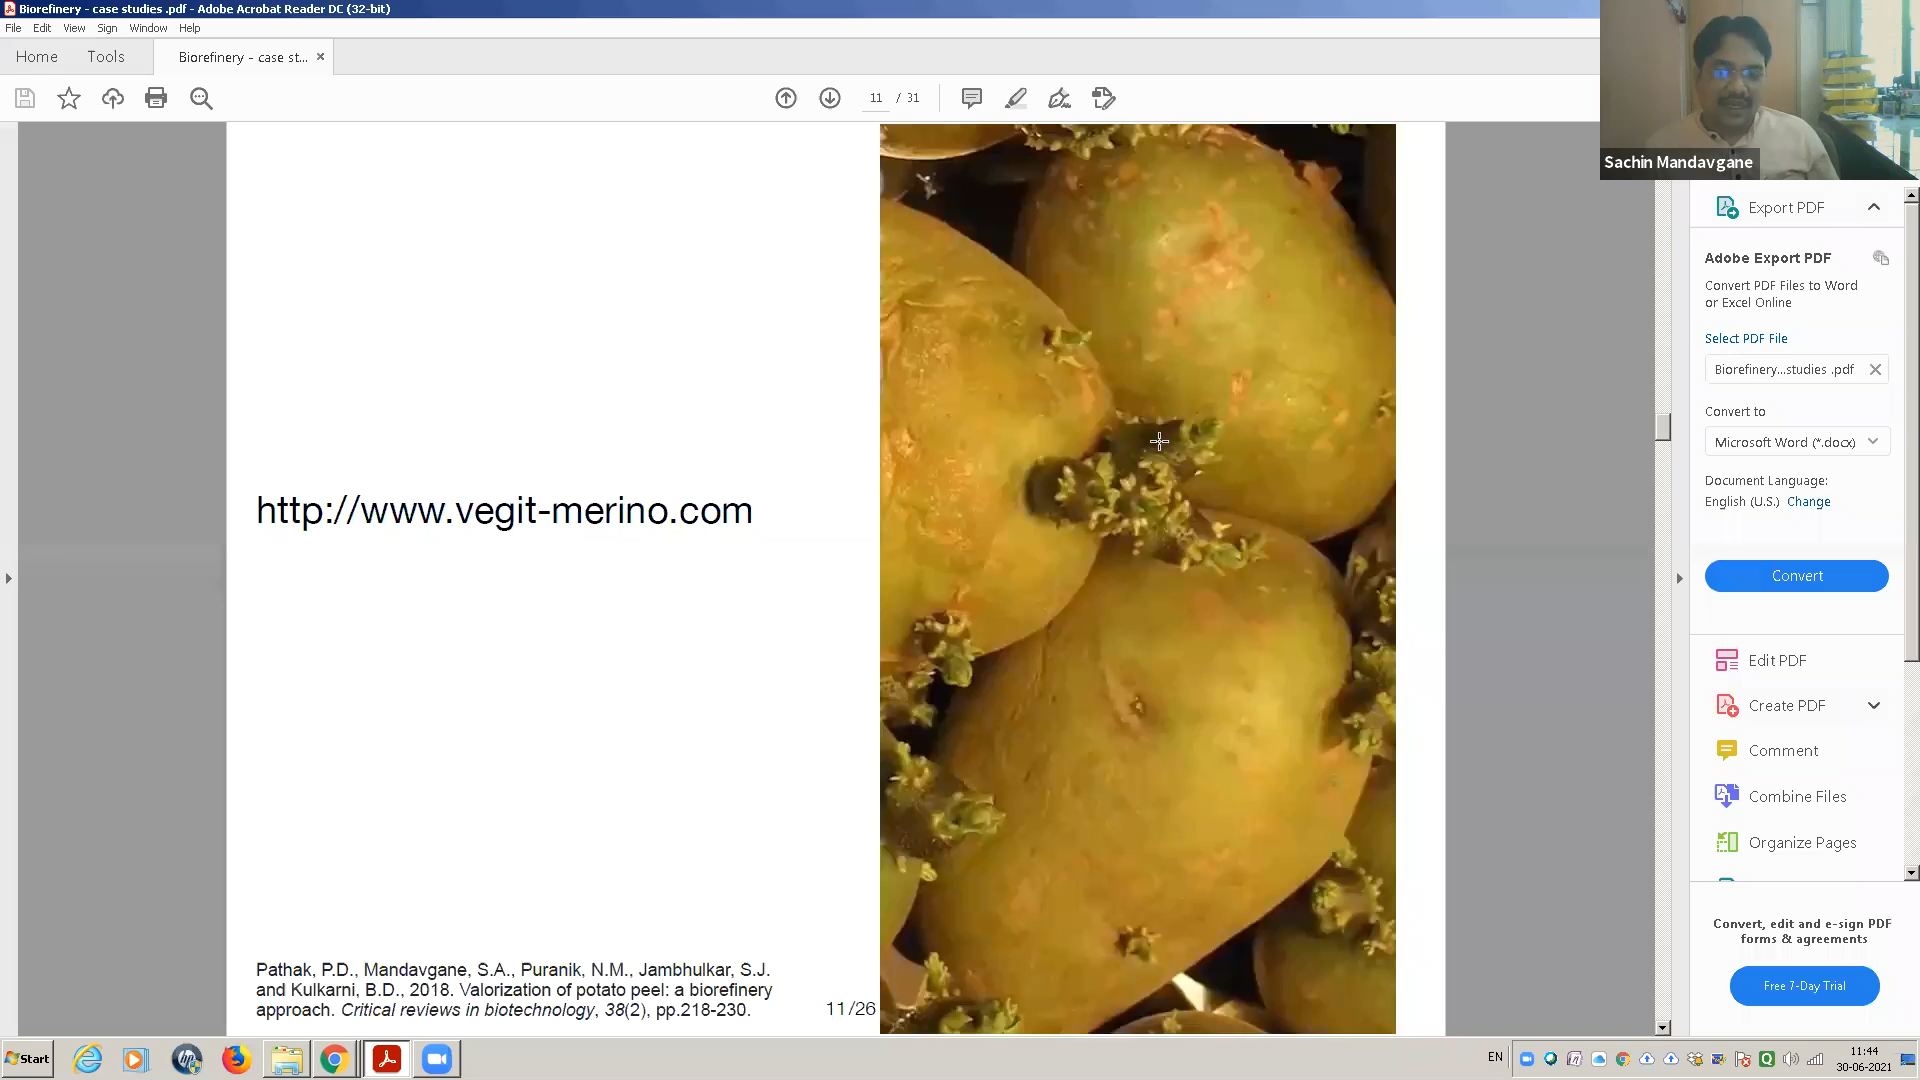 Biorefinery - case studies .pdf - Adobe Acrobat Reader DC (32-bit)
File Edit View Sign Window Help
Home Tools Biorefinery - case st... ×
11 / 31
Sachin Mandavgane
Export PDF
Adobe Export PDF
Convert PDF Files to Word
or Excel Online
Select PDF File
Biorefinery...studies .pdf
Convert to
Microsoft Word (*.docx)
Document Language:
English (U.S.) Change
Convert
Edit PDF
Create PDF
Comment
Combine Files
Organize Pages
Convert, edit and e-sign PDF
forms & agreements
Free 7-Day Trial
http://www.vegit-merino.com
Pathak, P.D., Mandavgane, S.A., Puranik, N.M., Jambhulkar, S.J.
and Kulkarni, B.D., 2018. Valorization of potato peel: a biorefinery
approach. Critical reviews in biotechnology, 38(2), pp.218-230.
11/26
Start
EN
11:44
30-06-2021